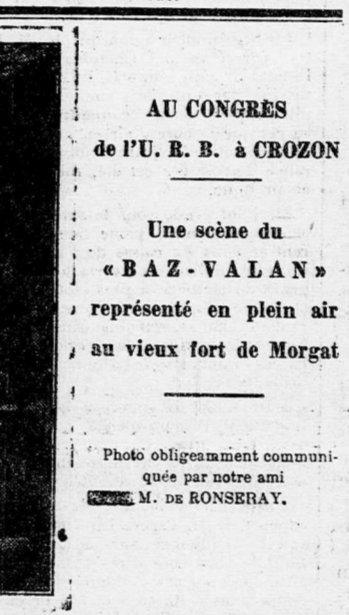 AU CONGRÈS
de l'U. R. B. à CROZON
Une scène du
« BAZ-VALAN »
représenté en plein air
au vieux fort de Morgat
Photo obligeamment communi-
quée par notre ami
M. DE RONSERAY.